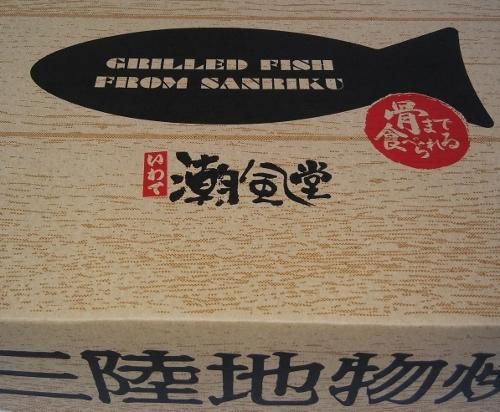 GRILLED FISH
FROM SANRIKU
骨まで
食べられる
いわて
潮風堂
三陸地物焼